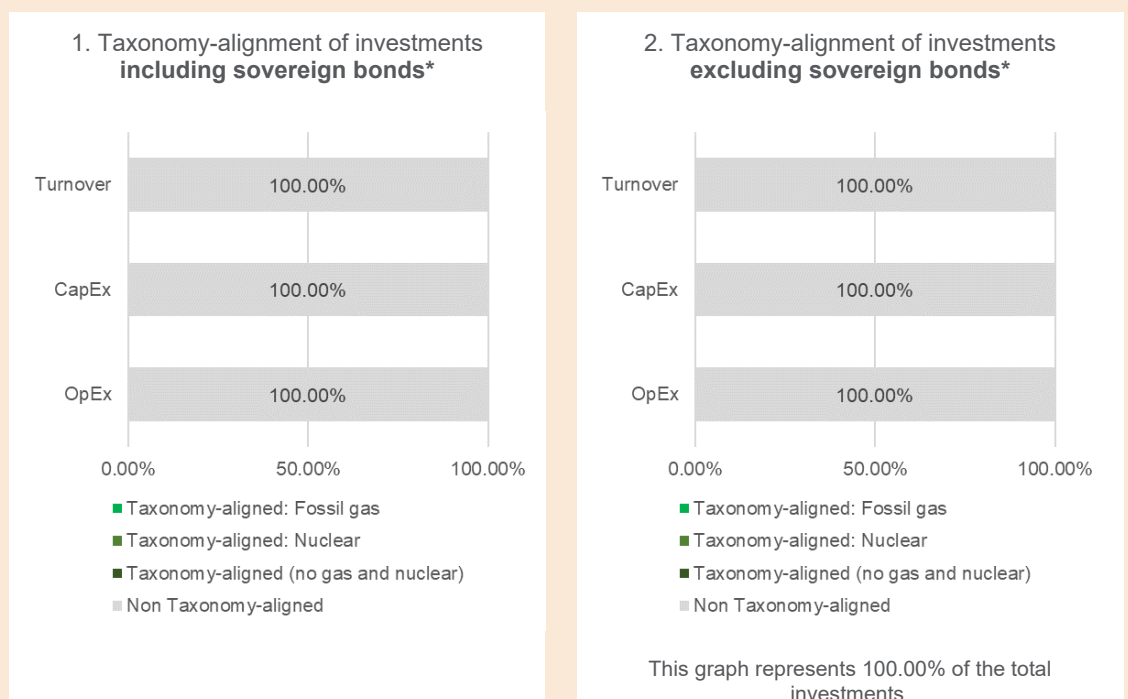 1. Taxonomy-alignment of investments
including sovereign bonds*
Turnover
100.00%
CapEx
100.00%
OpEx
100.00%
0.00% 50.00% 100.00%
Taxonomy-aligned: Fossil gas
Taxonomy-aligned: Nuclear
Taxonomy-aligned (no gas and nuclear)
Non Taxonomy-aligned
2. Taxonomy-alignment of investments
excluding sovereign bonds*
Turnover
100.00%
CapEx
100.00%
OpEx
100.00%
0.00% 50.00% 100.00%
Taxonomy-aligned: Fossil gas
Taxonomy-aligned: Nuclear
Taxonomy-aligned (no gas and nuclear)
Non Taxonomy-aligned
This graph represents 100.00% of the total
investments